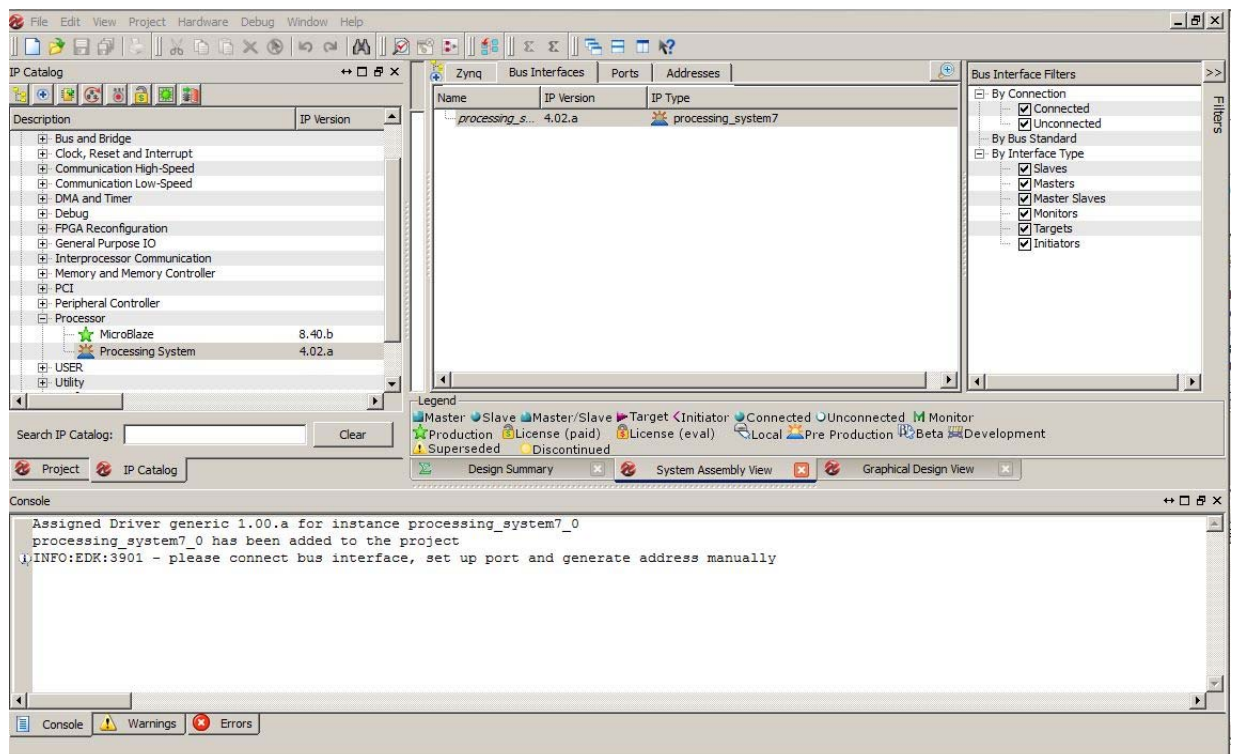 File Edit View Project Hardware Debug Window Help
IP Catalog
Description IP Version
Bus and Bridge
Clock, Reset and Interrupt
Communication High-Speed
Communication Low-Speed
DMA and Timer
Debug
FPGA Reconfiguration
General Purpose IO
Interprocessor Communication
Memory and Memory Controller
PCI
Peripheral Controller
Processor
MicroBlaze 8.40.b
Processing System 4.02.a
USER
Utility
Search IP Catalog: Clear
Project IP Catalog
Zynq Bus Interfaces Ports Addresses
Name IP Version IP Type
processing_s... 4.02.a processing_system7
Legend
Master Slave Master/Slave Target Initiator Connected Unconnected M Monitor
Production License (paid) License (eval) Local Pre Production Beta Development
Superseded Discontinued
Design Summary System Assembly View Graphical Design View
Bus Interface Filters >>
By Connection
Connected
Unconnected
By Bus Standard
By Interface Type
Slaves
Masters
Master Slaves
Monitors
Targets
Initiators
Filters
Console
Assigned Driver generic 1.00.a for instance processing_system7_0
processing_system7_0 has been added to the project
INFO:EDK:3901 - please connect bus interface, set up port and generate address manually
Console Warnings Errors